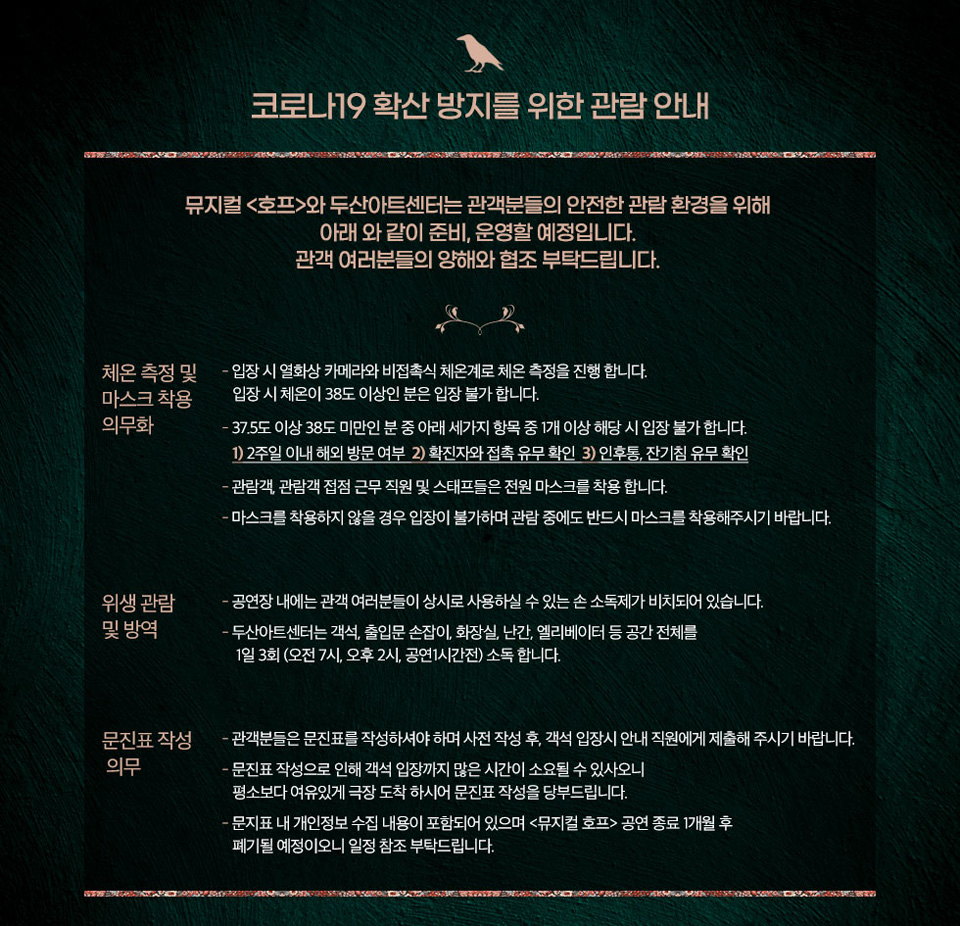 코로나19 확산 방지를 위한 관람 안내
뮤지컬 <호프>와 두산아트센터는 관객분들의 안전한 관람 환경을 위해
아래 와 같이 준비, 운영할 예정입니다.
관객 여러분들의 양해와 협조 부탁드립니다.
체온 측정 및
마스크 착용
의무화
- 입장 시 열화상 카메라와 비접촉식 체온계로 체온 측정을 진행 합니다.
입장 시 체온이 38도 이상인 분은 입장 불가 합니다.
- 37.5도 이상 38도 미만인 분 중 아래 세가지 항목 중 1개 이상 해당 시 입장 불가 합니다.
1) 2주일 이내 해외 방문 여부 2) 확진자와 접촉 유무 확인 3) 인후통, 잔기침 유무 확인
- 관람객, 관람객 접점 근무 직원 및 스태프들은 전원 마스크를 착용 합니다.
- 마스크를 착용하지 않을 경우 입장이 불가하며 관람 중에도 반드시 마스크를 착용해주시기 바랍니다.
위생 관람
및 방역
- 공연장 내에는 관객 여러분들이 상시로 사용하실 수 있는 손 소독제가 비치되어 있습니다.
- 두산아트센터는 객석, 출입문 손잡이, 화장실, 난간, 엘리베이터 등 공간 전체를
1일 3회 (오전 7시, 오후 2시, 공연1시간전) 소독 합니다.
문진표 작성
의무
- 관객분들은 문진표를 작성하셔야 하며 사전 작성 후, 객석 입장시 안내 직원에게 제출해 주시기 바랍니다.
- 문진표 작성으로 인해 객석 입장까지 많은 시간이 소요될 수 있사오니
평소보다 여유있게 극장 도착 하시어 문진표 작성을 당부드립니다.
- 문지표 내 개인정보 수집 내용이 포함되어 있으며 <뮤지컬 호프> 공연 종료 1개월 후
폐기될 예정이오니 일정 참조 부탁드립니다.